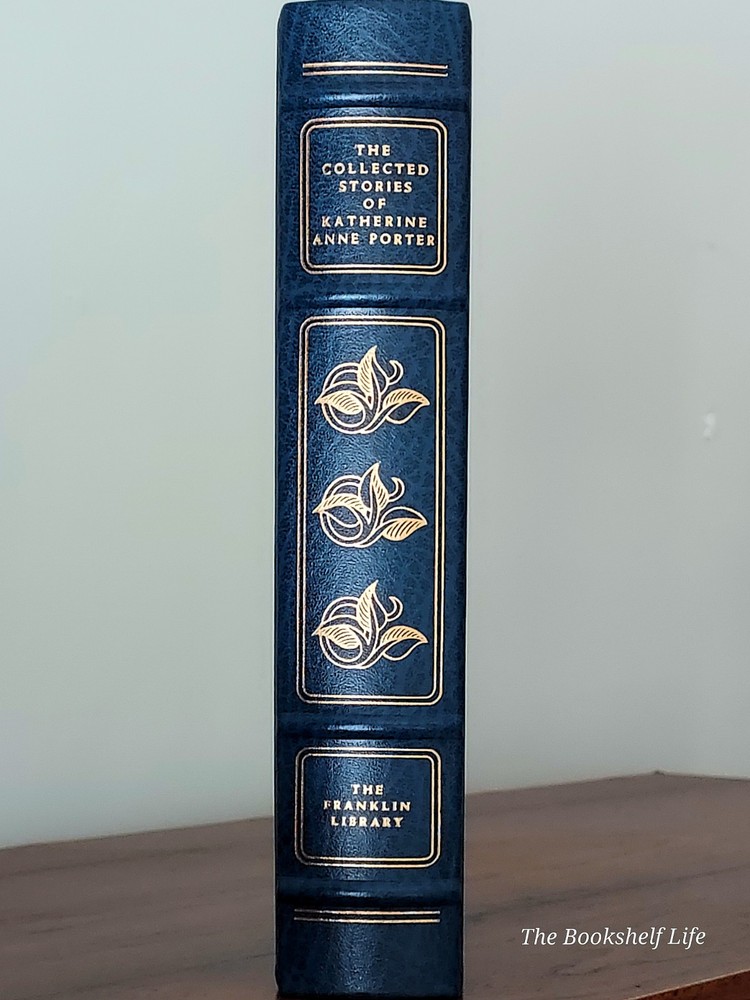 THE
COLLECTED
STORIES
OF
KATHERINE
ANNE PORTER
THE
FRANKLIN
LIBRARY
The Bookshelf Life